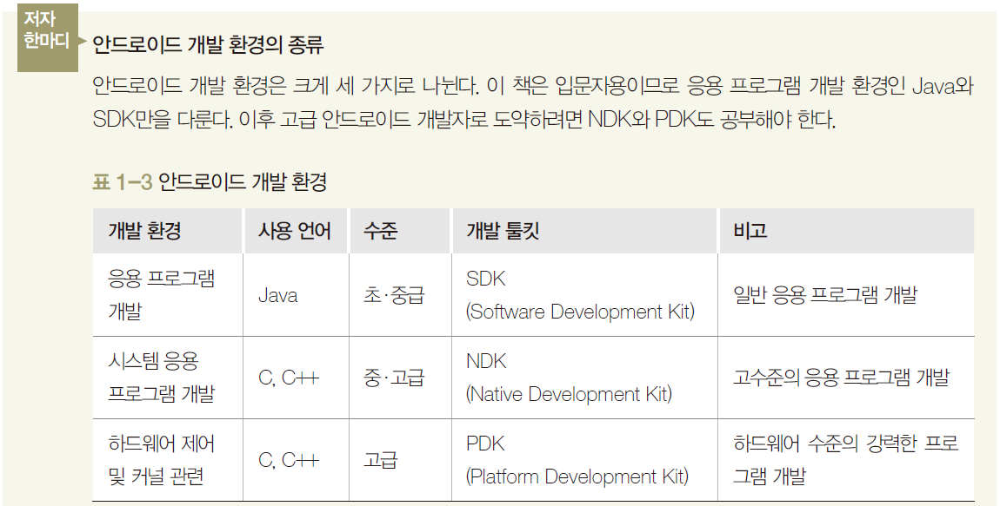 저자
한마디
안드로이드 개발 환경의 종류
안드로이드 개발 환경은 크게 세 가지로 나뉜다. 이 책은 입문자용이므로 응용 프로그램 개발 환경인 Java와
SDK만을 다룬다. 이후 고급 안드로이드 개발자로 도약하려면 NDK와 PDK도 공부해야 한다.
표 1-3 안드로이드 개발 환경
개발 환경 사용 언어 수준 개발 툴킷 비고
응용 프로그램
개발
Java
초·중급
SDK
(Software Development Kit)
일반 응용 프로그램 개발
시스템 응용
프로그램 개발
C, C++
중·고급
NDK
(Native Development Kit)
고수준의 응용 프로그램 개발
하드웨어 제어
및 커널 관련
C, C++
고급
PDK
(Platform Development Kit)
하드웨어 수준의 강력한 프로
그램 개발